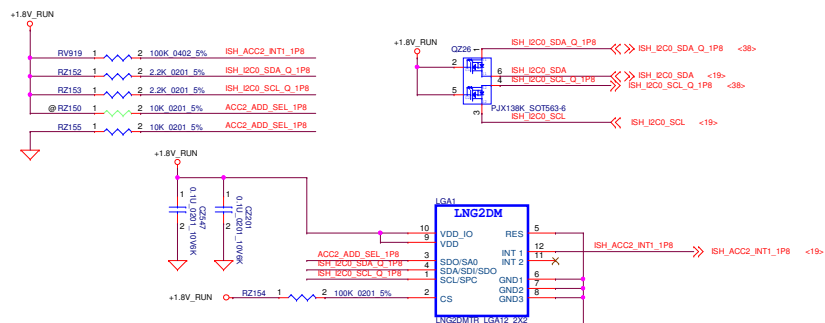 +1.8V_RUN
RV919 1 2 100K_0402_5% ISH_ACC2_INT1_1P8
RZ152 1 2 2.2K_0201_5% ISH_I2C0_SDA_Q_1P8
RZ153 1 2 2.2K_0201_5% ISH_I2C0_SCL_Q_1P8
@ RZ150 1 2 10K_0201_5% ACC2_ADD_SEL_1P8
RZ155 1 2 10K_0201_5% ACC2_ADD_SEL_1P8
+1.8V_RUN
QZ26
1 ISH_I2C0_SDA_Q_1P8 ISH_I2C0_SDA_Q_1P8 <38>
2
6 ISH_I2C0_SDA ISH_I2C0_SDA <19>
4 ISH_I2C0_SCL_Q_1P8 ISH_I2C0_SCL_Q_1P8 <38>
5
PJX138K_SOT563-6
3 ISH_I2C0_SCL ISH_I2C0_SCL <19>
+1.8V_RUN
1 2 CZ547 0.1U_0201_10V6K
1 2 CZ201 0.1U_0201_10V6K
LGA1
LNG2DM
10 VDD_IO RES 5
9 VDD
INT 1 12 ISH_ACC2_INT1_1P8 ISH_ACC2_INT1_1P8 <19>
ACC2_ADD_SEL_1P8 3 SDO/SA0 INT 2 11
ISH_I2C0_SDA_Q_1P8 4 SDA/SDI/SDO
ISH_I2C0_SCL_Q_1P8 1 SCL/SPC GND1 6
GND2 7
+1.8V_RUN RZ154 1 2 100K_0201_5% 2 CS GND3 8
LNG2DMTR_LGA12_2X2